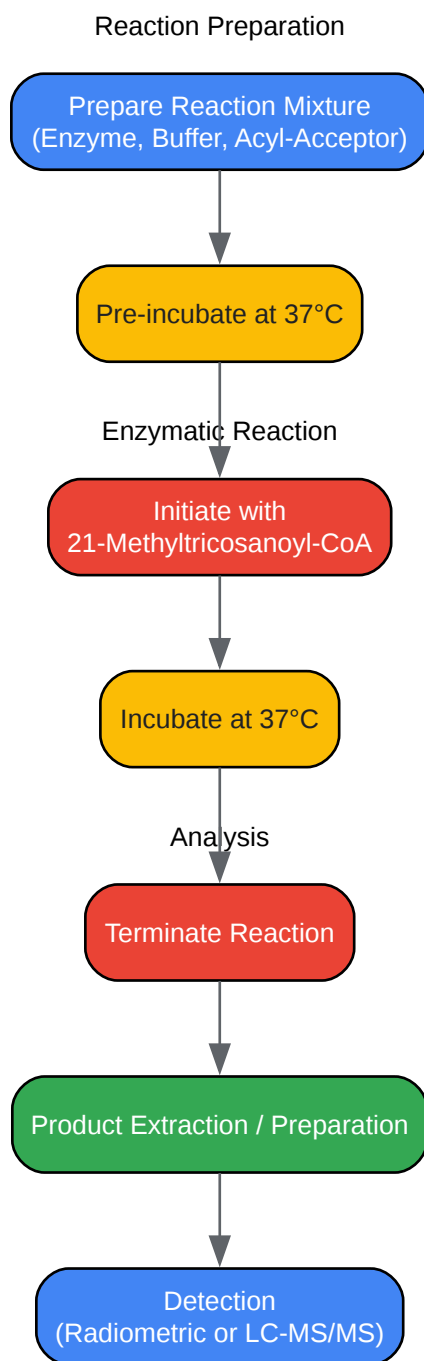 Reaction Preparation
Prepare Reaction Mixture
(Enzyme, Buffer, Acyl-Acceptor)
Pre-incubate at 37°C
Enzymatic Reaction
Initiate with
21-Methyltricosanoyl-CoA
Incubate at 37°C
Analysis
Terminate Reaction
Product Extraction / Preparation
Detection
(Radiometric or LC-MS/MS)